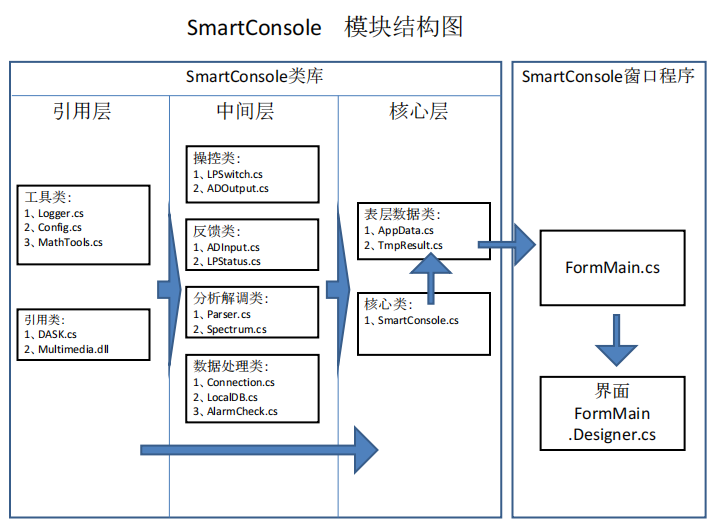 SmartConsole 模块结构图
SmartConsole类库
SmartConsole窗口程序
引用层
中间层
核心层
工具类：
1、Logger.cs
2、Config.cs
3、MathTools.cs
引用类：
1、DASK.cs
2、Multimedia.dll
操控类：
1、LPSwitch.cs
2、ADOutput.cs
反馈类：
1、ADInput.cs
2、LPStatus.cs
分析解调类：
1、Parser.cs
2、Spectrum.cs
数据处理类：
1、Connection.cs
2、LocalDB.cs
3、AlarmCheck.cs
表层数据类：
1、AppData.cs
2、TmpResult.cs
核心类：
1、SmartConsole.cs
FormMain.cs
界面
FormMain
.Designer.cs